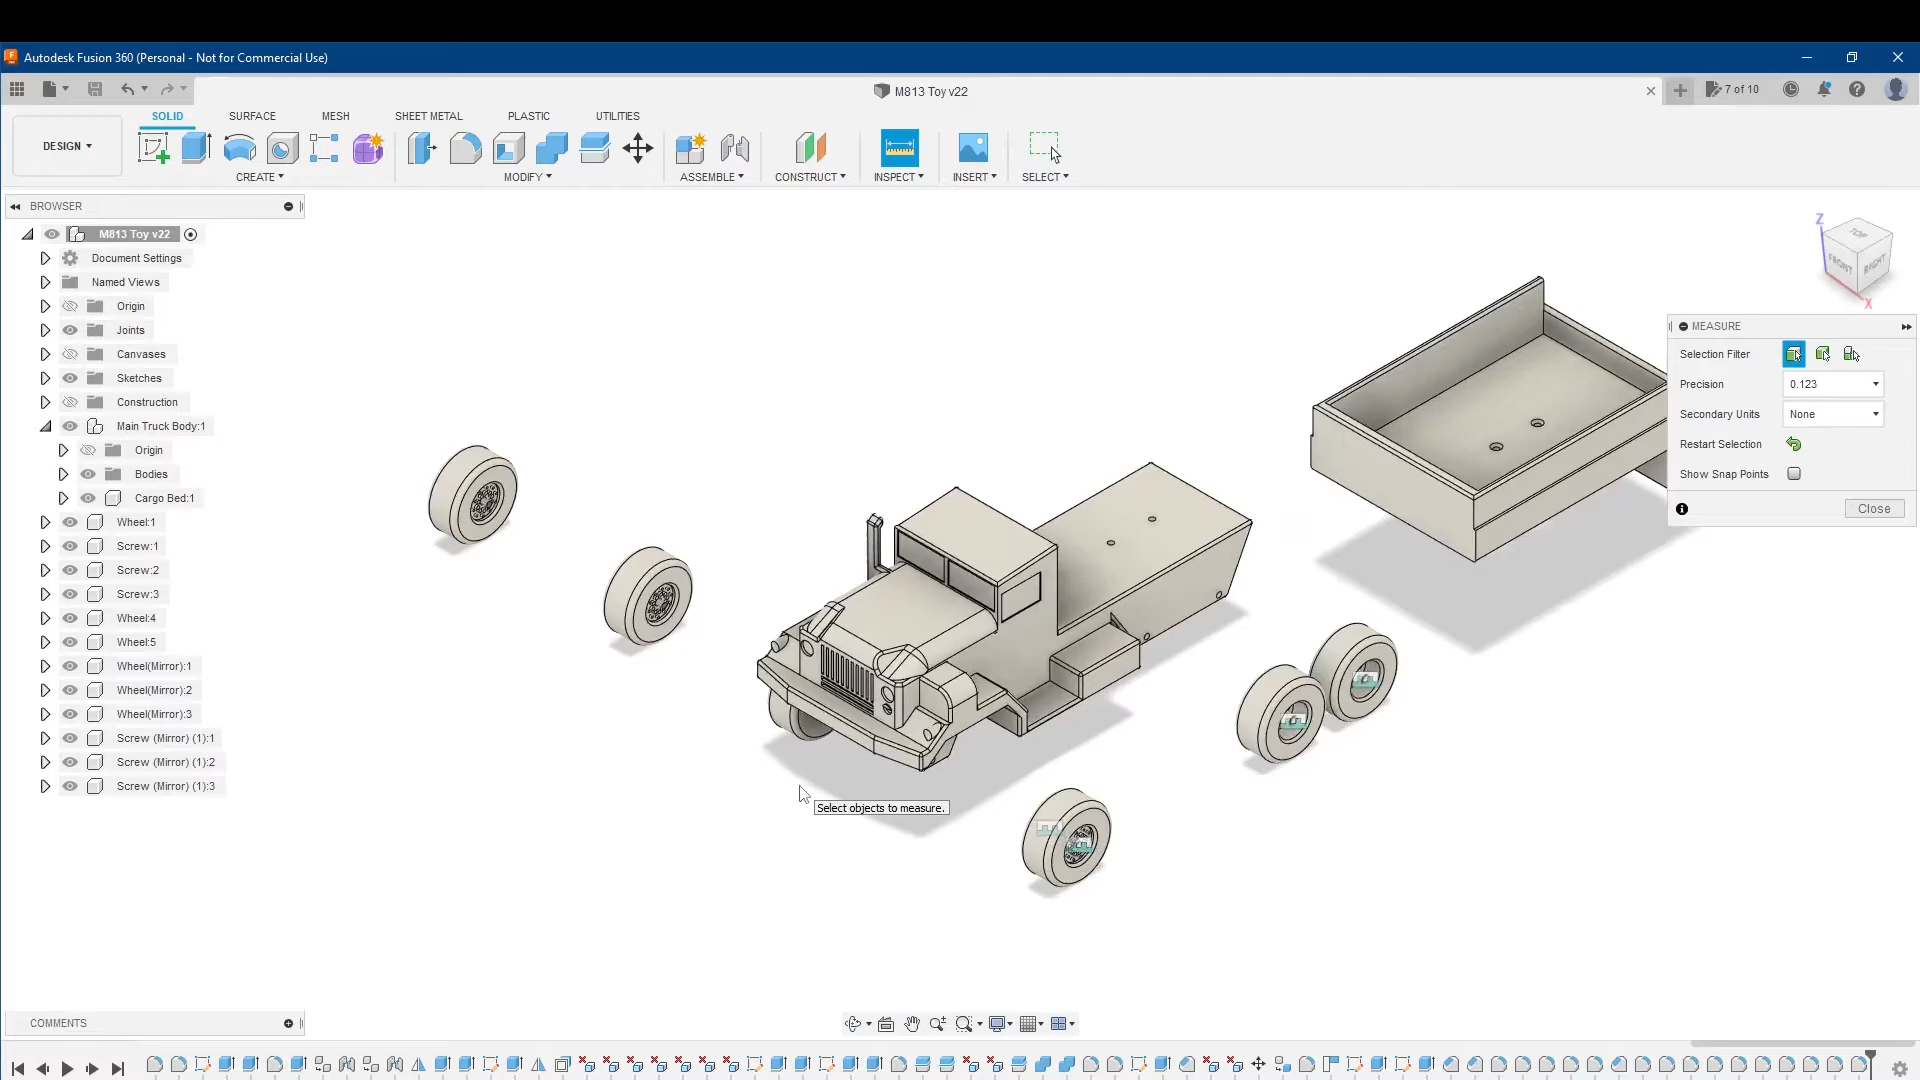 Autodesk Fusion 360 (Personal - Not for Commercial Use)
M813 Toy v22
7 of 10
SOLID
SURFACE
MESH
SHEET METAL
PLASTIC
UTILITIES
DESIGN
CREATE
MODIFY
ASSEMBLE
CONSTRUCT
INSPECT
INSERT
SELECT
BROWSER
M813 Toy v22
Document Settings
Named Views
Origin
Joints
Canvases
Sketches
Construction
Main Truck Body:1
Origin
Bodies
Cargo Bed:1
Wheel:1
Screw:1
Screw:2
Screw:3
Wheel:4
Wheel:5
Wheel(Mirror):1
Wheel(Mirror):2
Wheel(Mirror):3
Screw (Mirror) (1):1
Screw (Mirror) (1):2
Screw (Mirror) (1):3
Select objects to measure.
Z
TOP
FRONT
RIGHT
X
MEASURE
Selection Filter
Precision
0.123
Secondary Units
None
Restart Selection
Show Snap Points
Close
COMMENTS